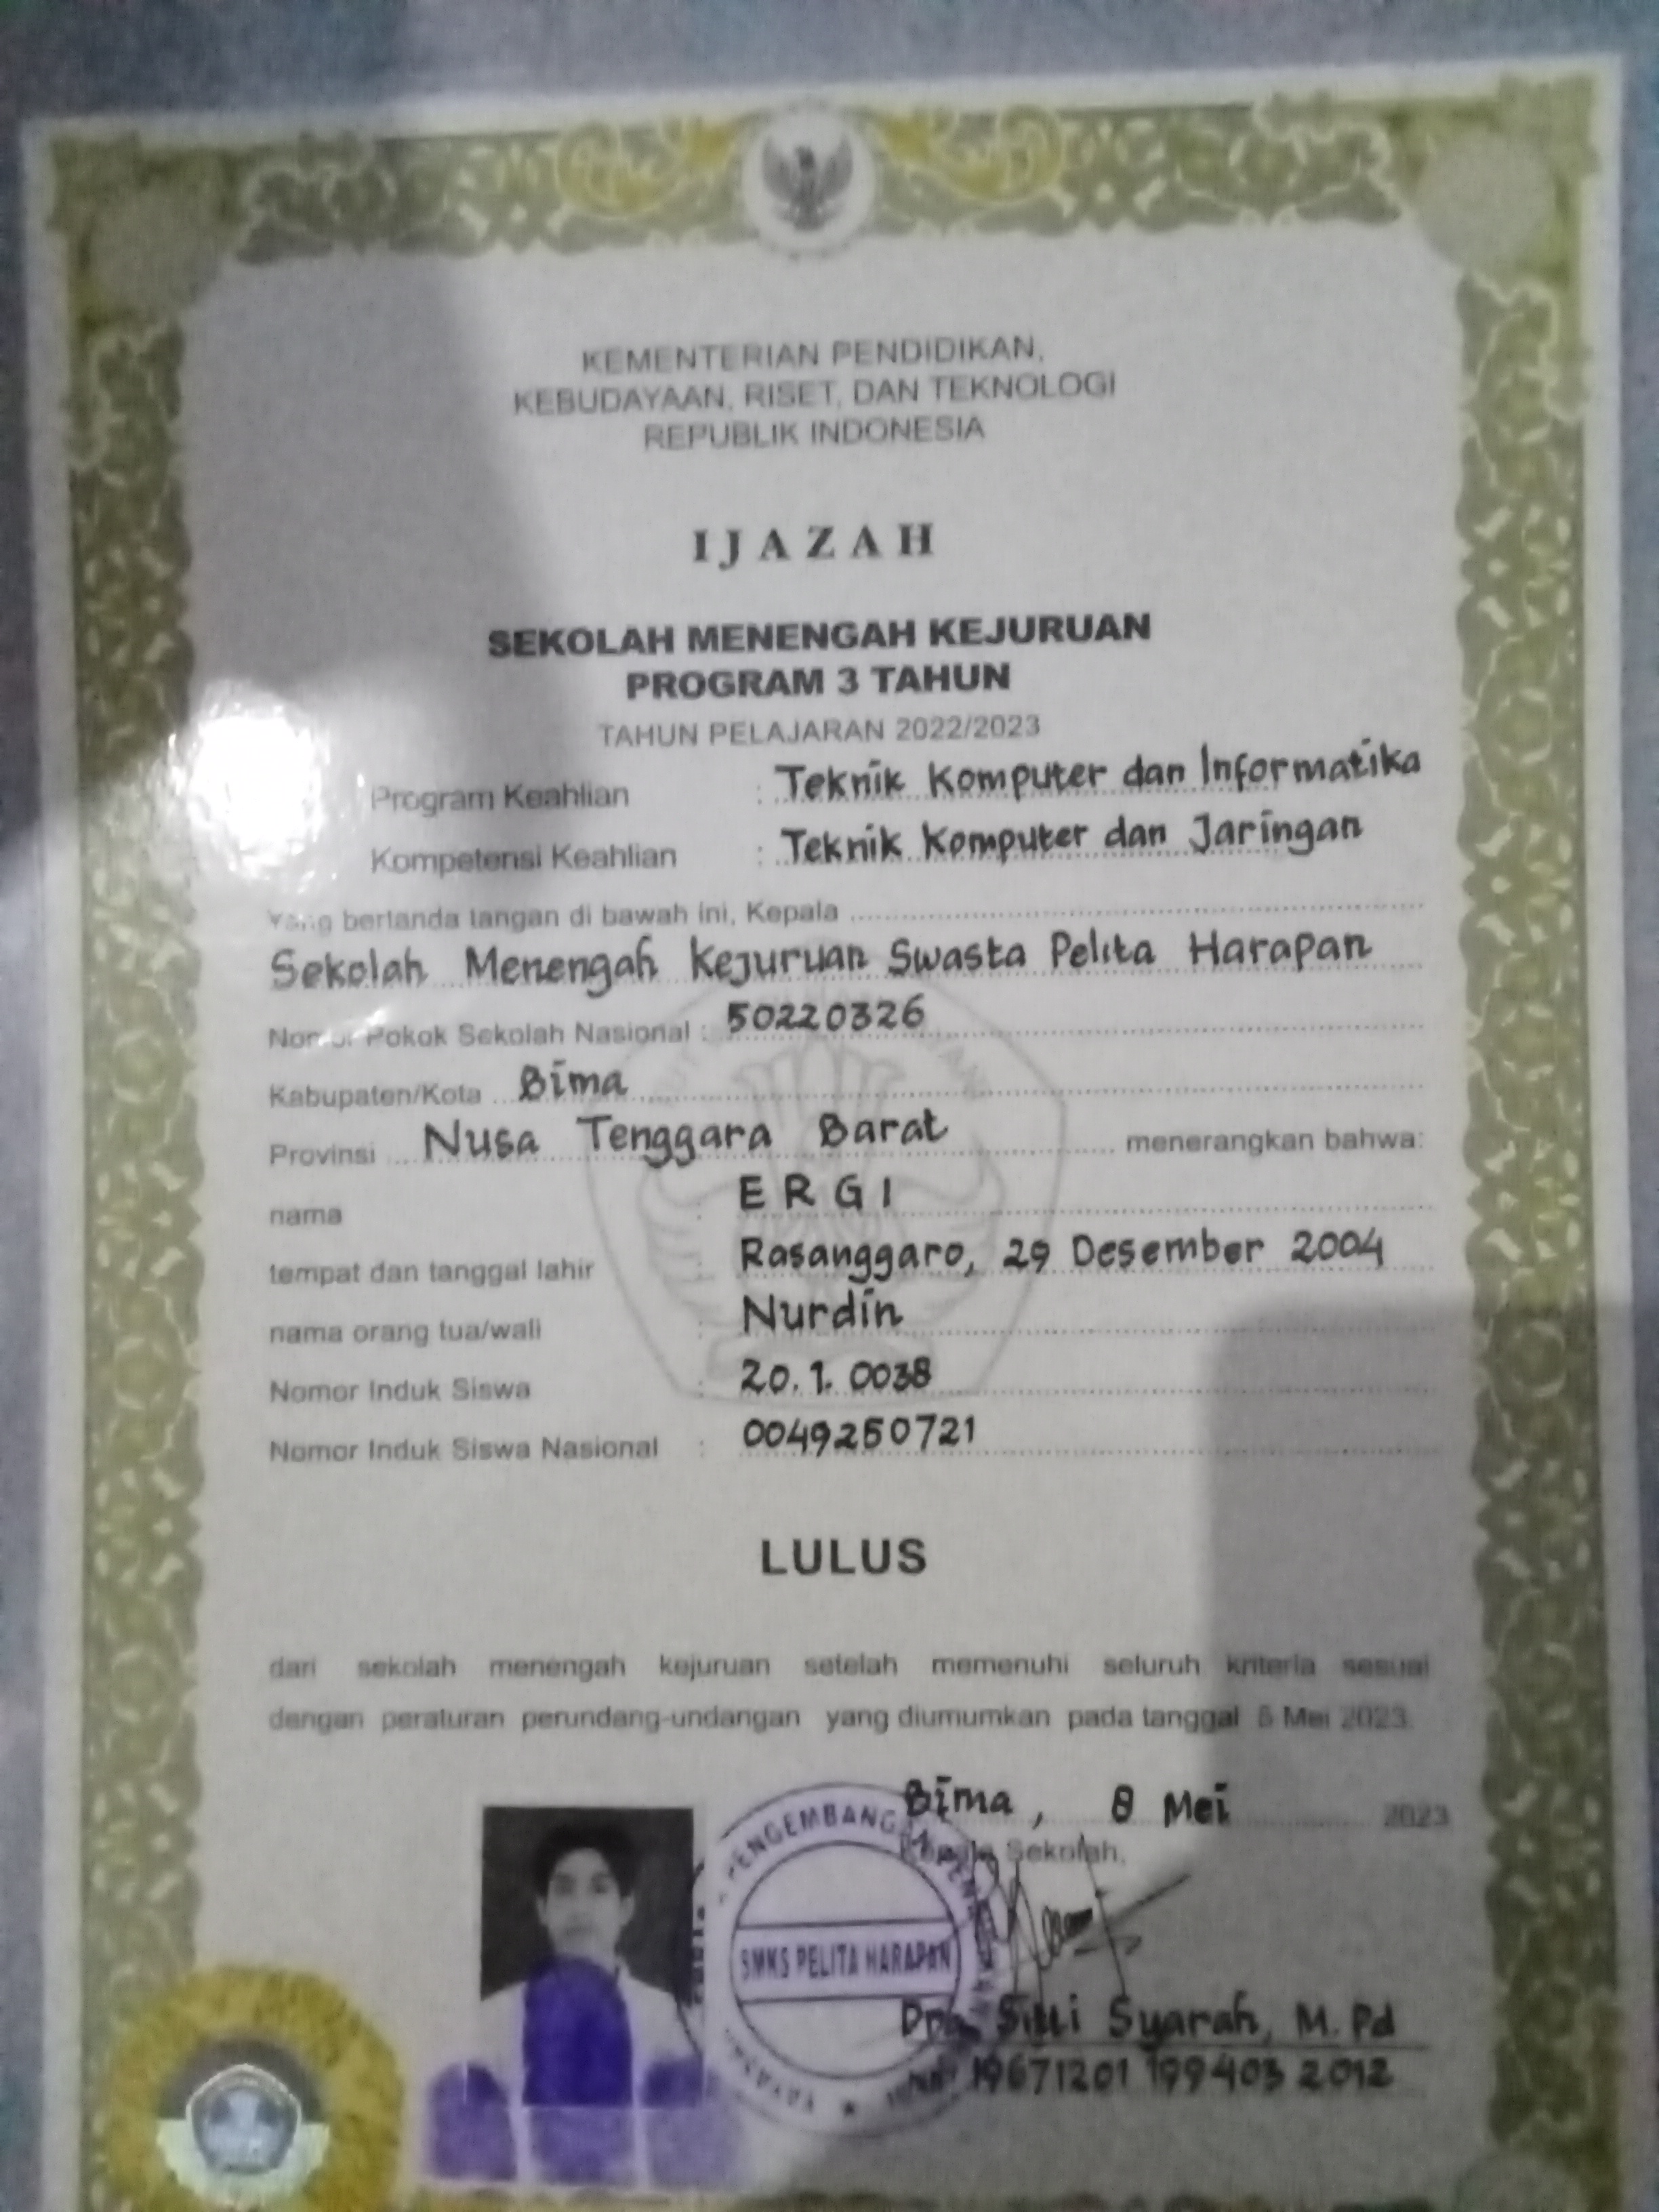 KEMENTERIAN PENDIDIKAN,
KEBUDAYAAN, RISET, DAN TEKNOLOGI
REPUBLIK INDONESIA
IJAZAH
SEKOLAH MENENGAH KEJURUAN
PROGRAM 3 TAHUN
TAHUN PELAJARAN 2022/2023
Program Keahlian : Teknik Komputer dan Informatika
Kompetensi Keahlian : Teknik Komputer dan Jaringan
Yang bertanda tangan di bawah ini, Kepala
Sekolah Menengah Kejuruan Swasta Pelita Harapan
Nomor Pokok Sekolah Nasional : 50220326
Kabupaten/Kota Bima
Provinsi Nusa Tenggara Barat menerangkan bahwa:
nama : ERGI
tempat dan tanggal lahir : Rasanggaro, 29 Desember 2004
nama orang tua/wali : Nurdin
Nomor Induk Siswa : 20.1.0038
Nomor Induk Siswa Nasional : 0049250721
LULUS
dari sekolah menengah kejuruan setelah memenuhi seluruh kriteria sesuai
dengan peraturan perundang-undangan yang diumumkan pada tanggal 5 Mei 2023.
Bima, 8 Mei 2023
Kepala Sekolah,
PENGEMBANGAN
SMKS PELITA HARAPAN
Dra. Sitti Syarah, M.Pd
19671201 199403 2012